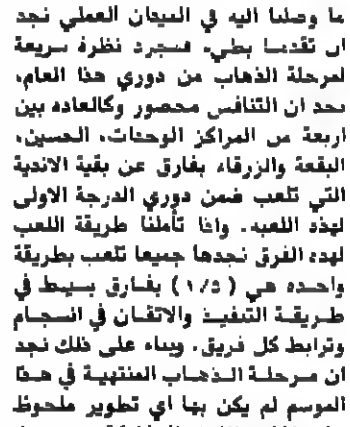 ما وصلنا اليه في الميدان العملي نجد
ان تقدمنا بطيء فمجرد نظرة سريعة
لمرحلة الذهاب من دوري هذا العام،
نجد ان التنافس محصور وكالعاده بين
اربعة من المراكز الوحدات، الحسين،
البقعة والزرقاء بفارق عن بقية الاندية
التي تلعب ضمن دوري الدرجة الاولى
لهذه اللعبه . واذا تأملنا طريقة اللعب
لهذه الفرق نجدها جميعا تلعب بطريقة
واحده هي ( ١/٥ ) بفارق بسيط في
طريقة التنفيذ والاتقان في انسجام
وترابط كل فريق. وبناء على ذلك نجد
ان مرحلة الذهاب المنتهية في هذا
الموسم لم يكن بها اي تطوير ملحوظ